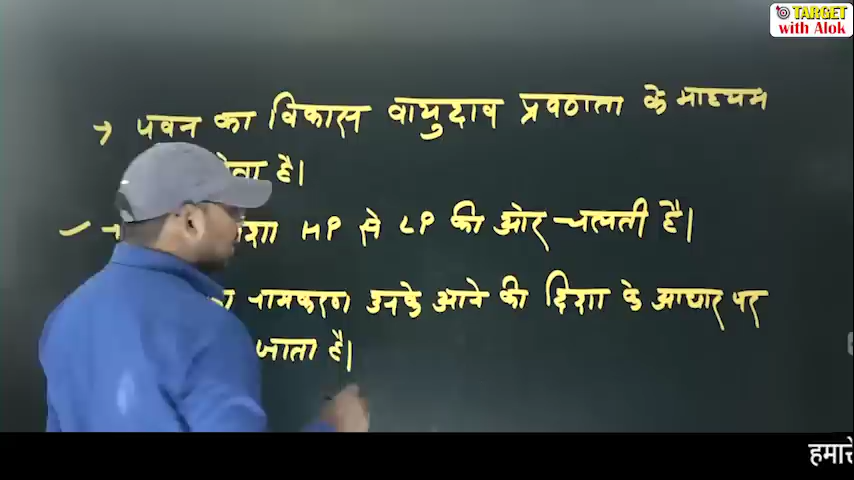 TARGET
with Alok
→ पवन का विकास वायुदाब प्रवणता के माध्यम
होता है।
HP से LP की ओर चलती है।
नामकरण उनके आने की दिशा के आधार पर
जाता है।
हमारे